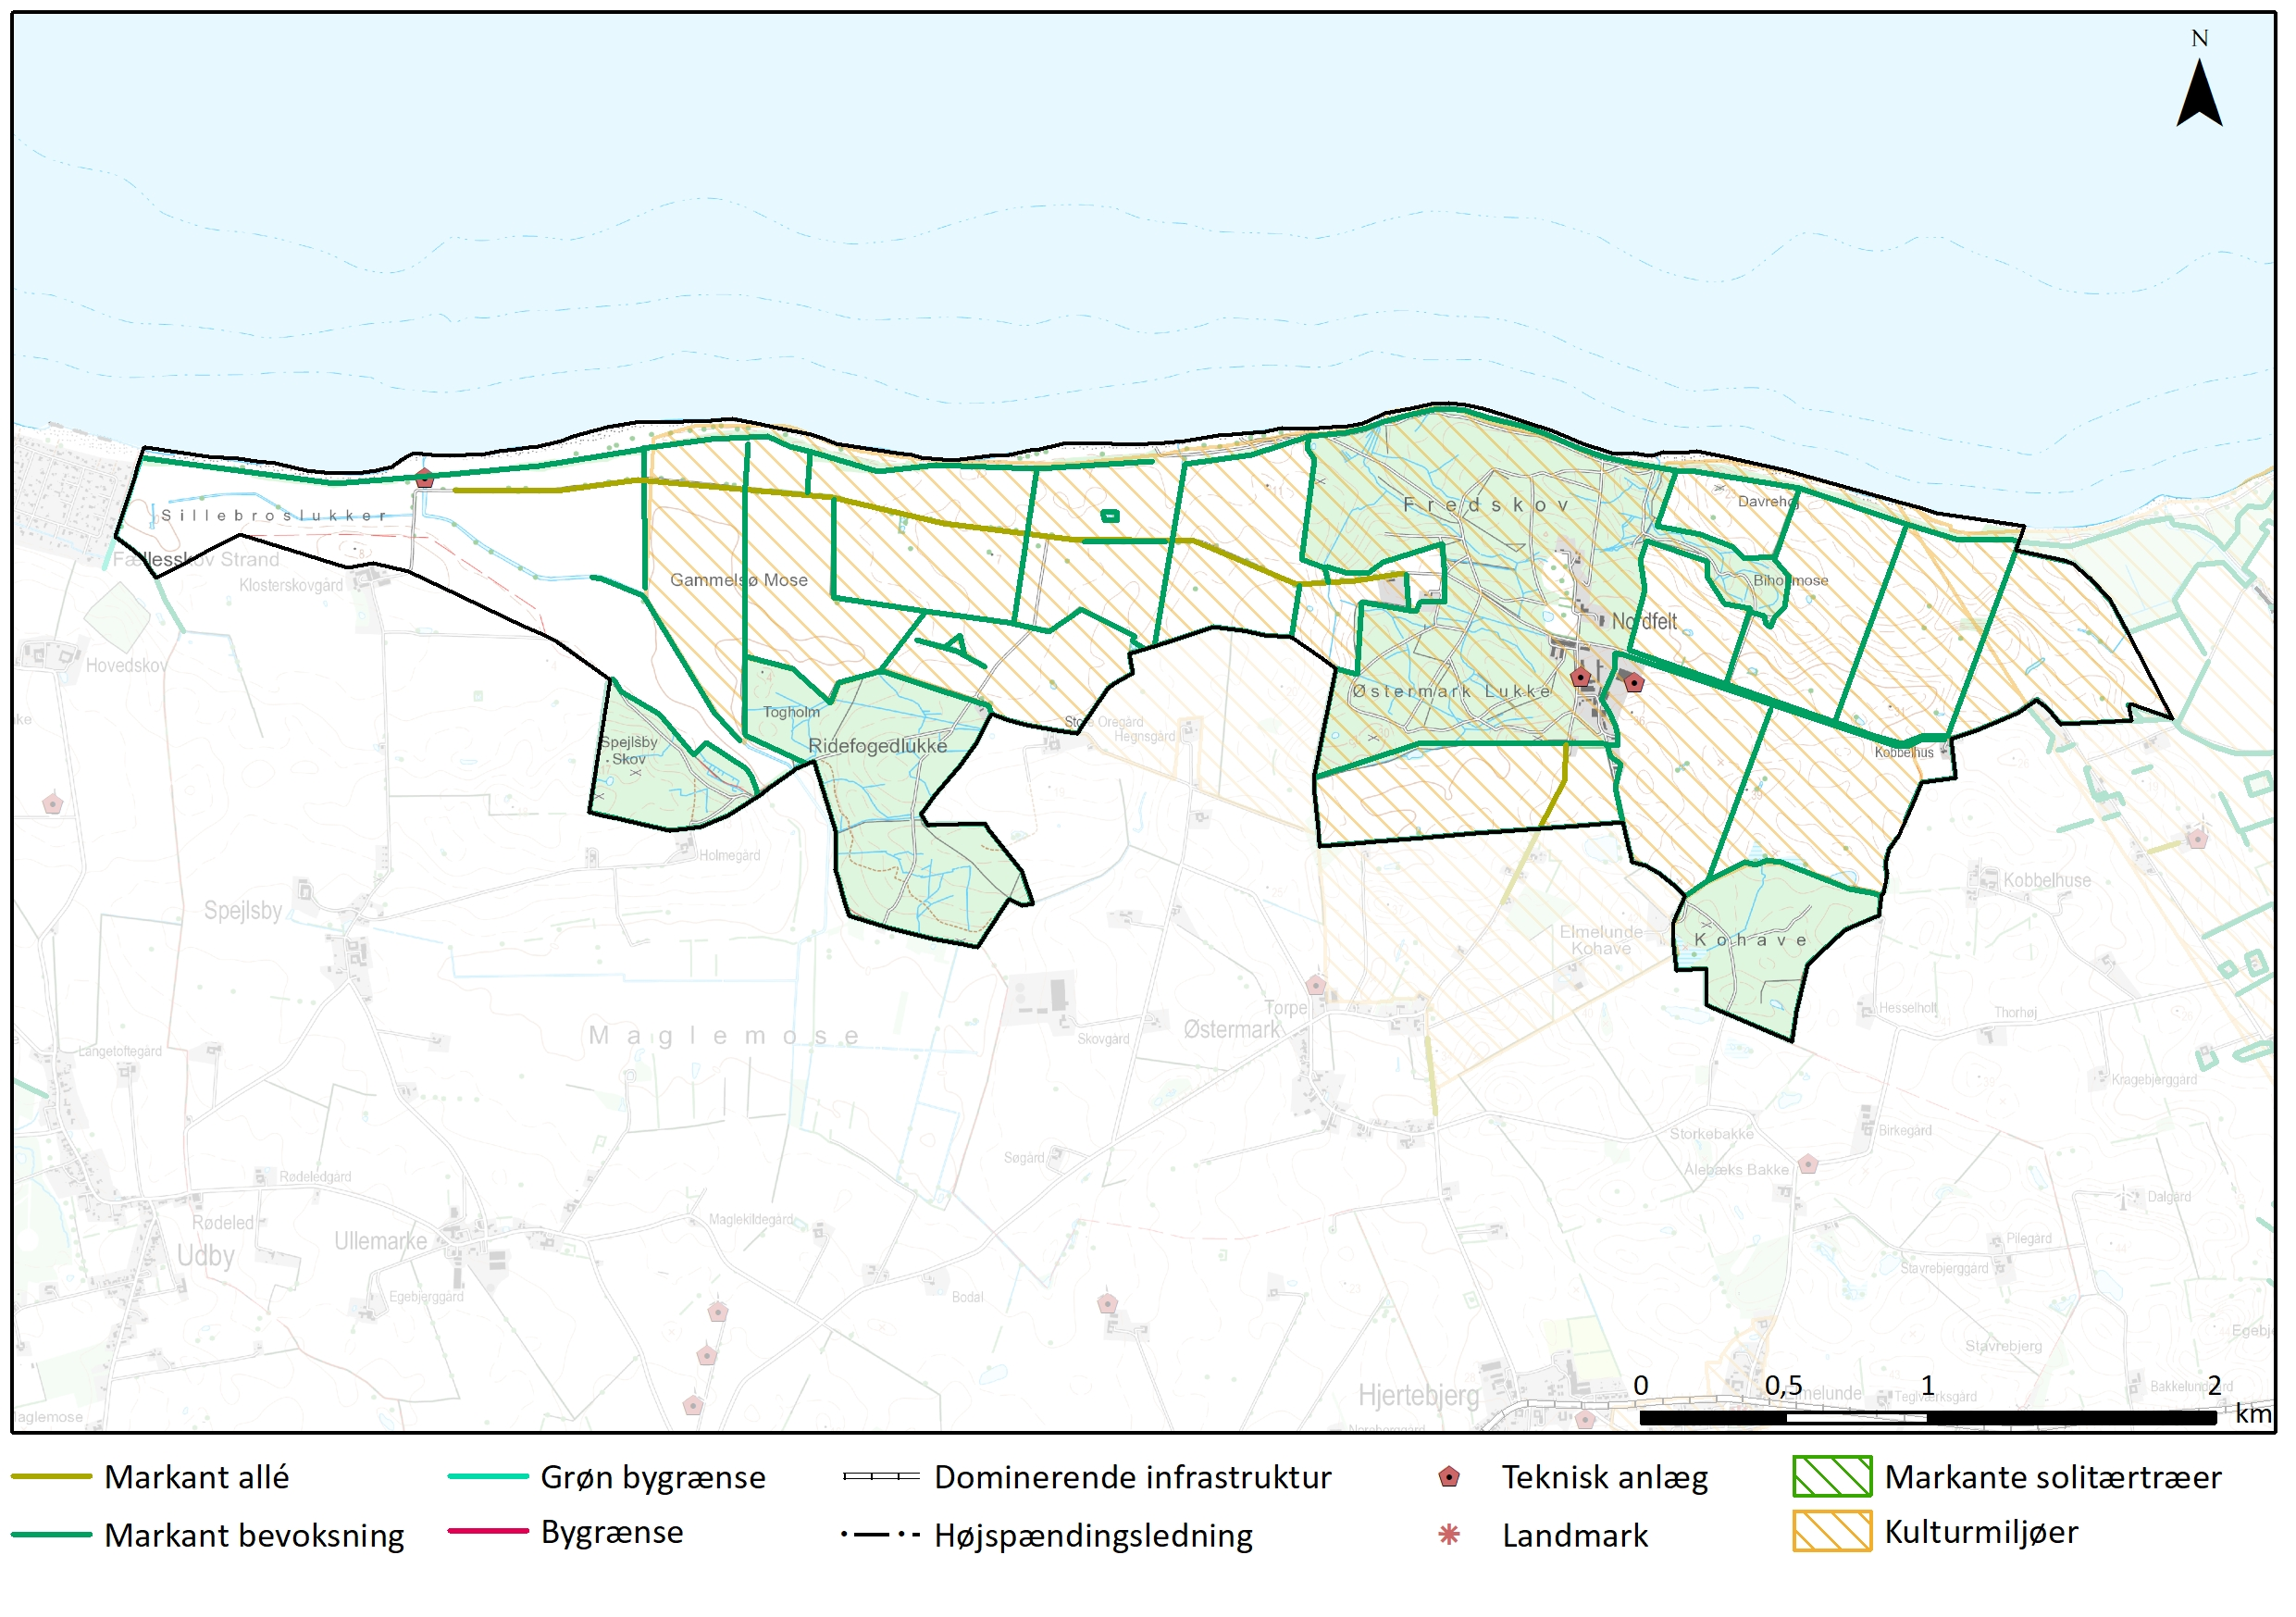 N
Sillebroslukker
Fællesskov Strand
Klosterskovgård
Hovedskov
Gammelsø Mose
Fredskov
Davrehøj
Nordfelt
Østermark Lukke
Togholm
Ridefogedlukke
Spejlsby
Skov
Store Oregård
Hegnsgård
Kobbelhus
Holmegård
Spejlsby
Kobbelhuse
Elmelunde
Kohave
Kohave
Hesselholt
Thorhøj
Torpe
Østermark
Maglemose
Skovgård
Langetoftegård
Kragebjerggård
Birkegård
Storkebakke
Ålebæks Bakke
Søgård
Rødeledgård
Dalgård
Rødeled
Maglekildegård
Ullemarke
Udby
Pilegård
Stavrebjerggård
Egebjerggård
Bodal
Stavrebjerg
Hjertebjerg
Elmelunde
Teglværksgård
Bakkelundgård
0 0,5 1 2
km
Markant allé
Grøn bygrænse
Dominerende infrastruktur
Teknisk anlæg
Markante solitærtræer
Markant bevoksning
Bygrænse
Højspændingsledning
Landmark
Kulturmiljøer